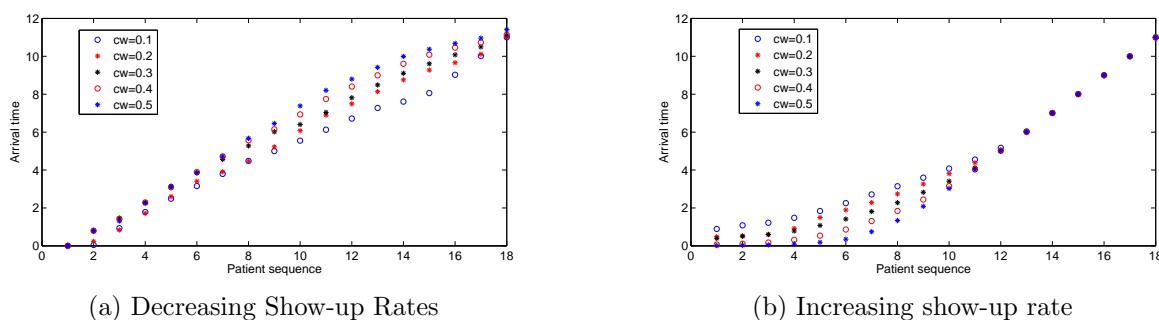 12
10
8
6
4
2
0
Arrival time
cw=0.1
cw=0.2
cw=0.3
cw=0.4
cw=0.5
0 2 4 6 8 10 12 14 16 18
Patient sequence
(a) Decreasing Show-up Rates
12
10
8
6
4
2
0
Arrival time
cw=0.1
cw=0.2
cw=0.3
cw=0.4
cw=0.5
0 2 4 6 8 10 12 14 16 18
Patient sequence
(b) Increasing show-up rate